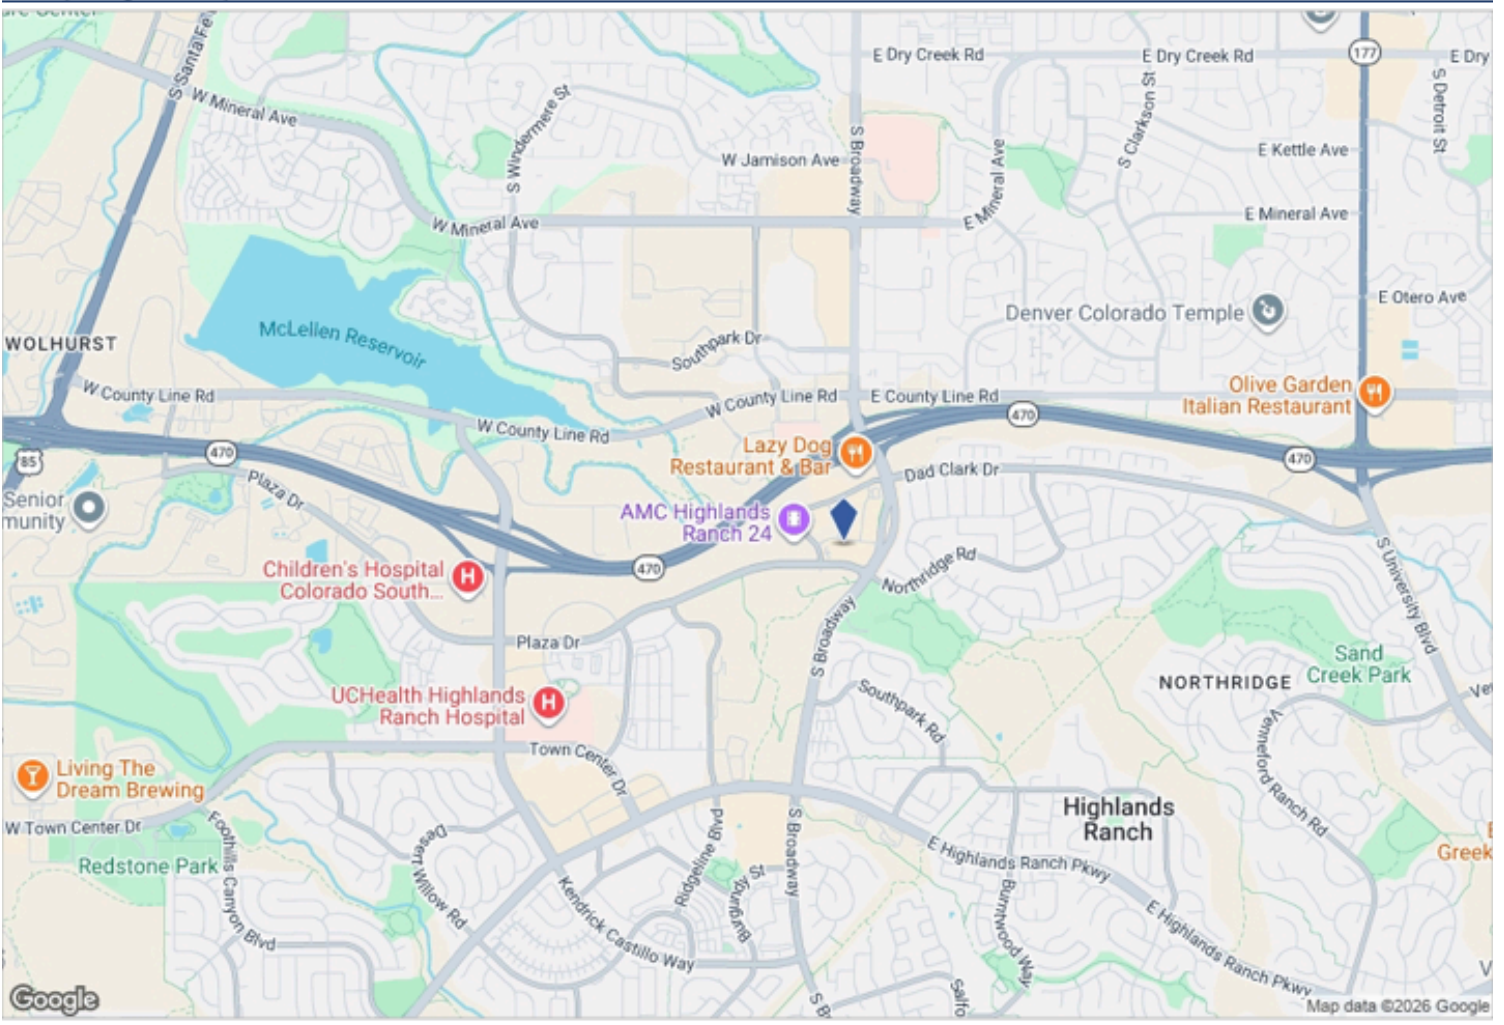 ure Center
S Santa Fe
W Mineral Ave
S Windermere St
E Dry Creek Rd
E Dry Creek Rd
177
E Dry
S Detroit St
S Clarkson St
W Jamison Ave
S Broadway
E Kettle Ave
E Mineral Ave
W Mineral Ave
E Mineral Ave
E Otero Ave
Denver Colorado Temple
McLellen Reservoir
WOLHURST
Southpark Dr
W County Line Rd
W County Line Rd
E County Line Rd
Olive Garden
Italian Restaurant
470
W County Line Rd
Lazy Dog
Restaurant & Bar
470
85
470
Dad Clark Dr
Senior
munity
Plaza Dr
AMC Highlands
Ranch 24
470
Children's Hospital
Colorado South...
Northridge Rd
S University Blvd
Plaza Dr
S Broadway
Sand
Creek Park
NORTHRIDGE
Ve
UCHealth Highlands
Ranch Hospital
Southpark Rd
Venneford Ranch Rd
Town Center Dr
Living The
Dream Brewing
W Town Center Dr
Highlands
Ranch
Redstone Park
Foothills Canyon Blvd
Desert Willow Rd
Ridgeline Blvd
Burgundy St
S Broadway
E Highlands Ranch Pkwy
Greek
Kendrick Castillo Way
Burntwood Way
E Highlands Ranch Pkwy
Salfo
S B
V
Google
Map data ©2026 Google